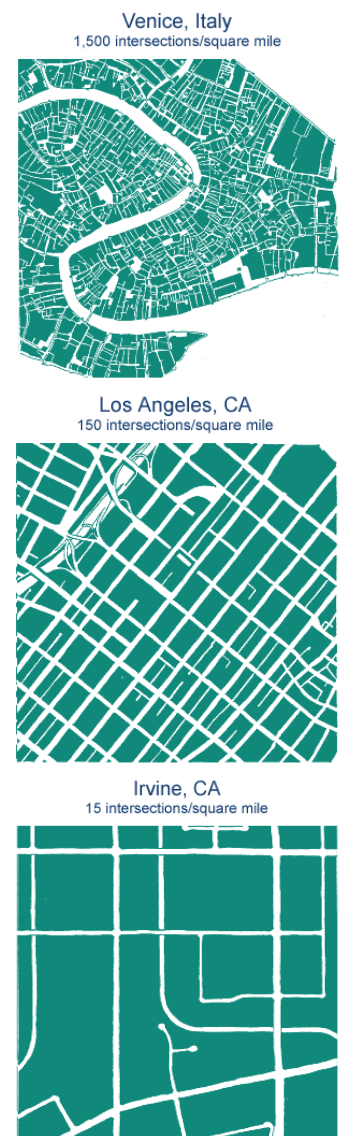 Venice, Italy
1,500 intersections/square mile
Los Angeles, CA
150 intersections/square mile
Irvine, CA
15 intersections/square mile